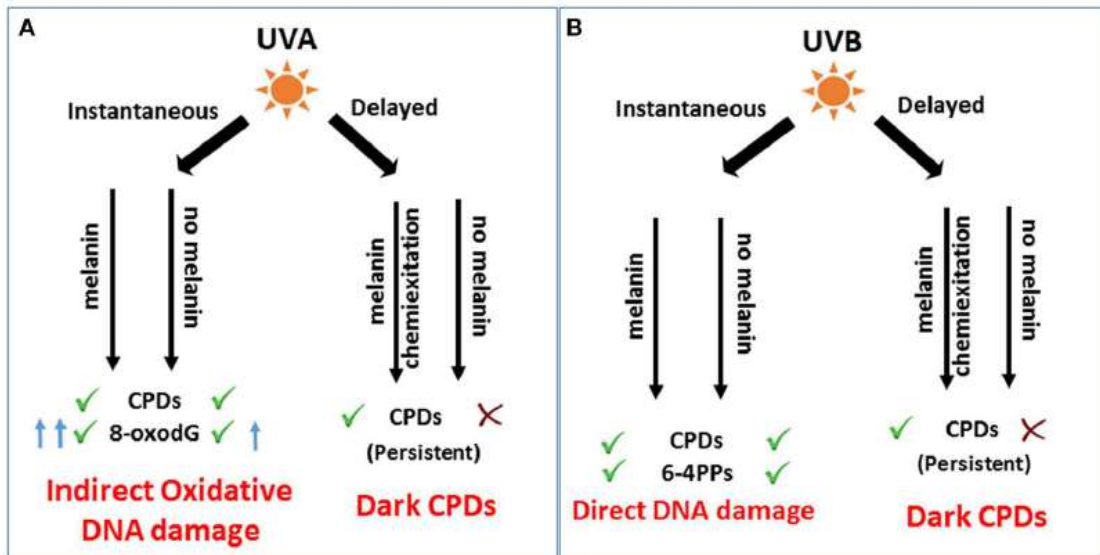 A
UVA
Instantaneous
Delayed
melanin
no melanin
melanin
chemiexitation
no melanin
CPDs
8-oxodG
Indirect Oxidative
DNA damage
CPDs
(Persistent)
Dark CPDs
B
UVB
Instantaneous
Delayed
melanin
no melanin
melanin
chemiexitation
no melanin
CPDs
6-4PPs
Direct DNA damage
CPDs
(Persistent)
Dark CPDs